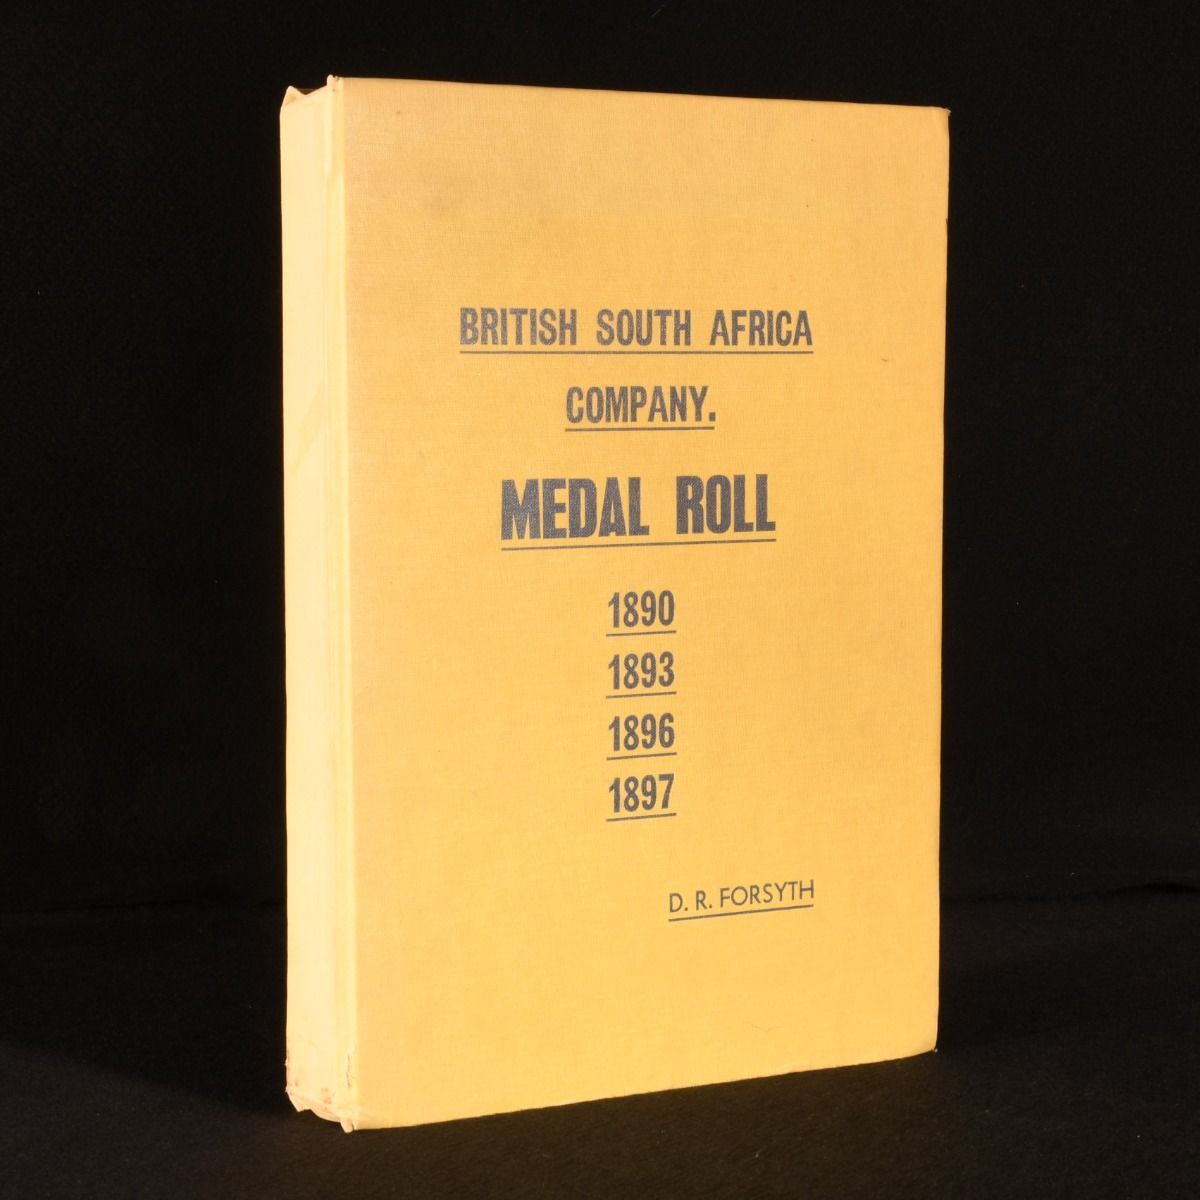 BRITISH SOUTH AFRICA
COMPANY.
MEDAL ROLL
1890
1893
1896
1897
D. R. FORSYTH